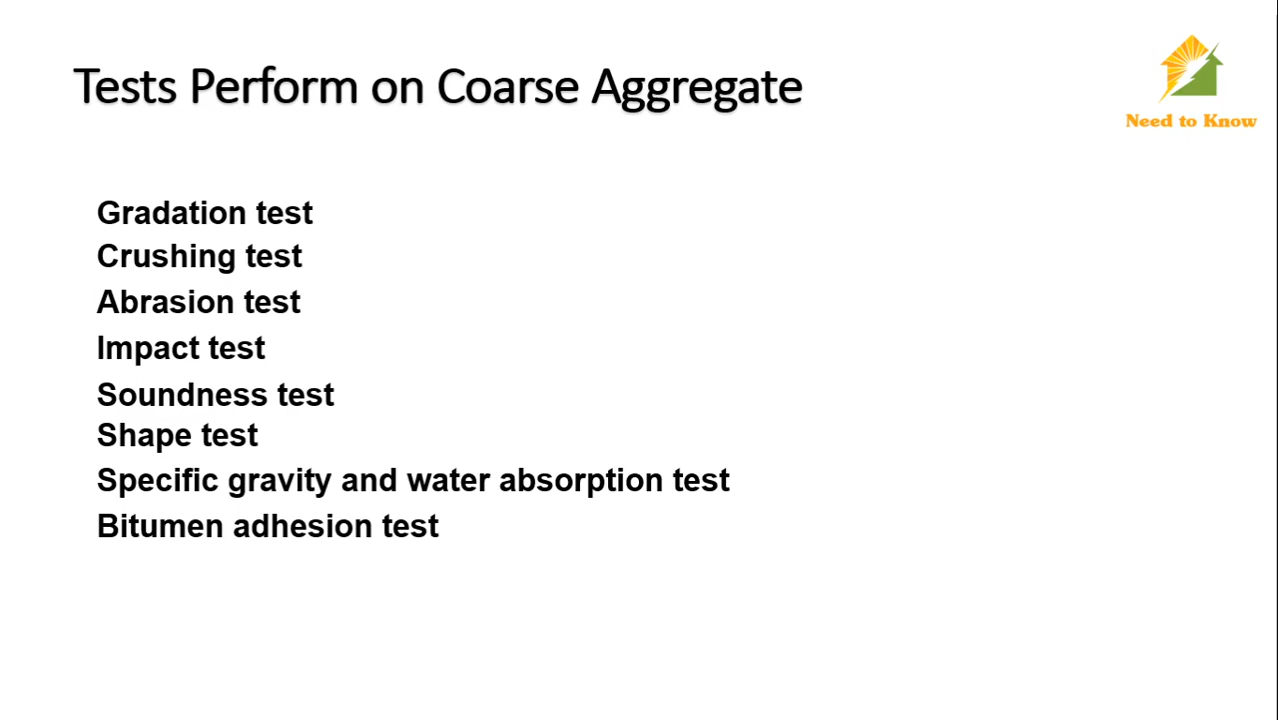 Tests Perform on Coarse Aggregate
Need to Know
Gradation test
Crushing test
Abrasion test
Impact test
Soundness test
Shape test
Specific gravity and water absorption test
Bitumen adhesion test